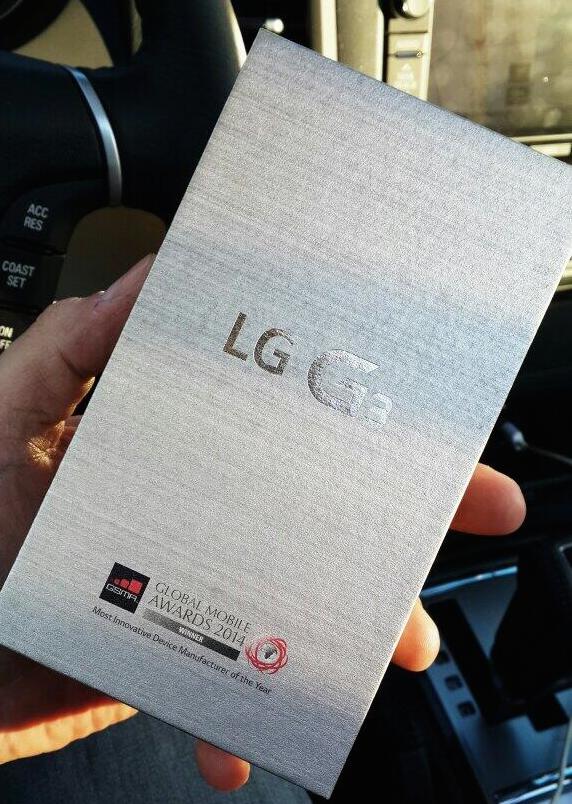 ACC
RES
COAST
SET
ON
LG G3
GSMA
GLOBAL MOBILE
AWARDS 2014
WINNER
Most Innovative Device Manufacturer of the Year